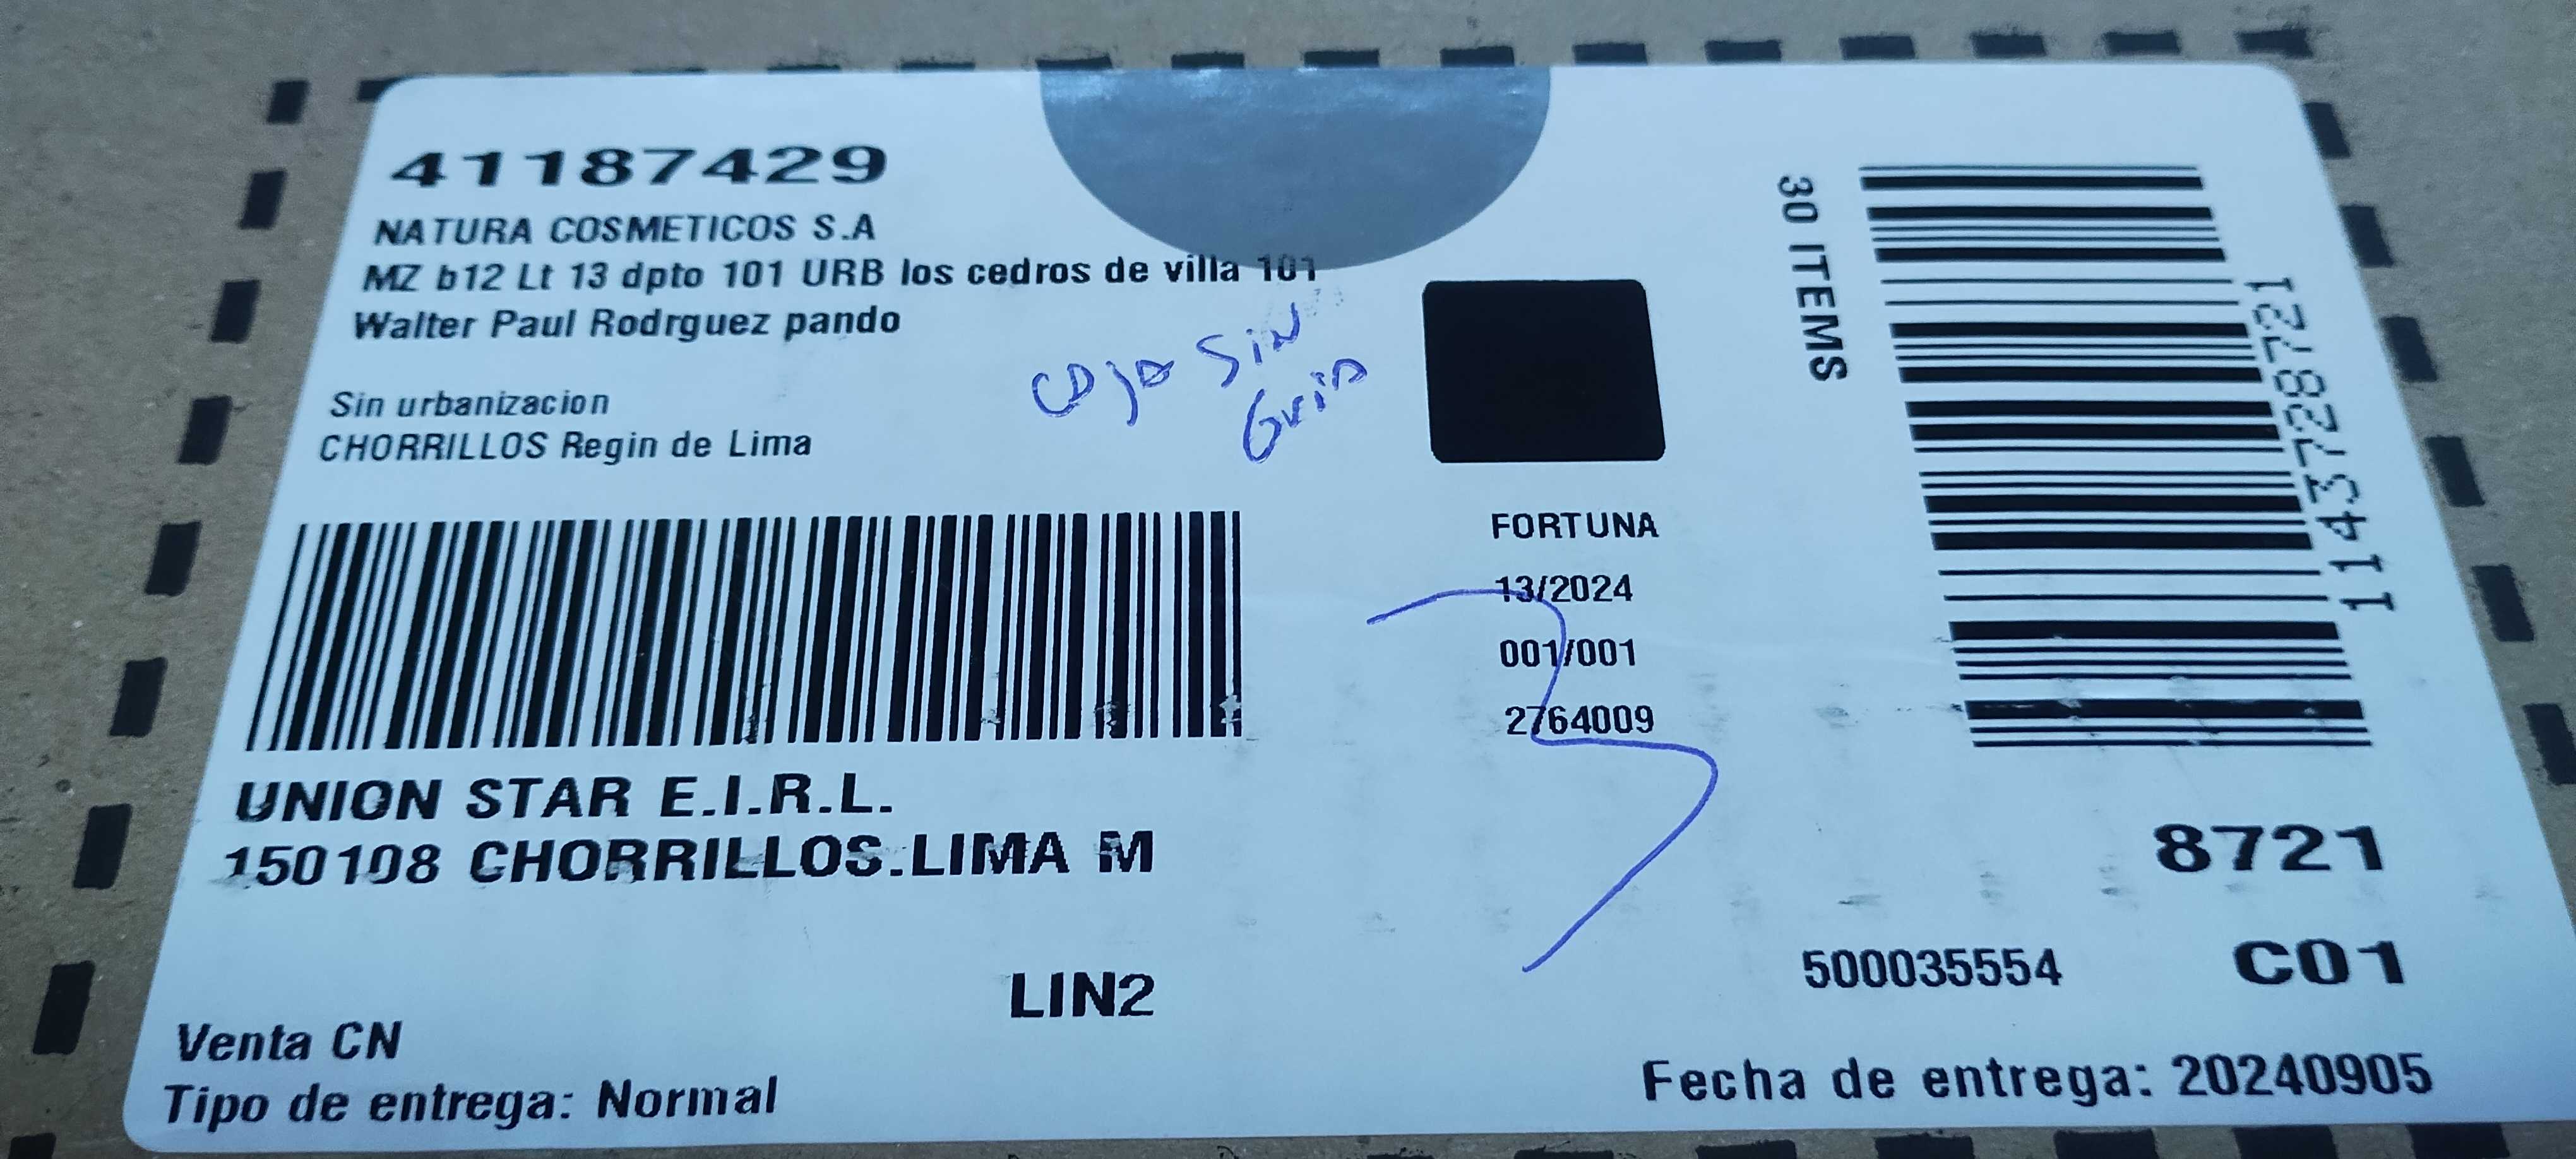 41187429
NATURA COSMETICOS S.A
MZ b12 Lt 13 dpto 101 URB los cedros de villa 101
Walter Paul Rodrguez pando
Sin urbanizacion
CHORRILLOS Regin de Lima
Caja Sin
Guia
30 ITEMS
1143728721
FORTUNA
13/2024
001/001
2764009
UNION STAR E.I.R.L.
150108 CHORRILLOS.LIMA M
8721
LIN2
500035554
C01
Venta CN
Tipo de entrega: Normal
Fecha de entrega: 20240905